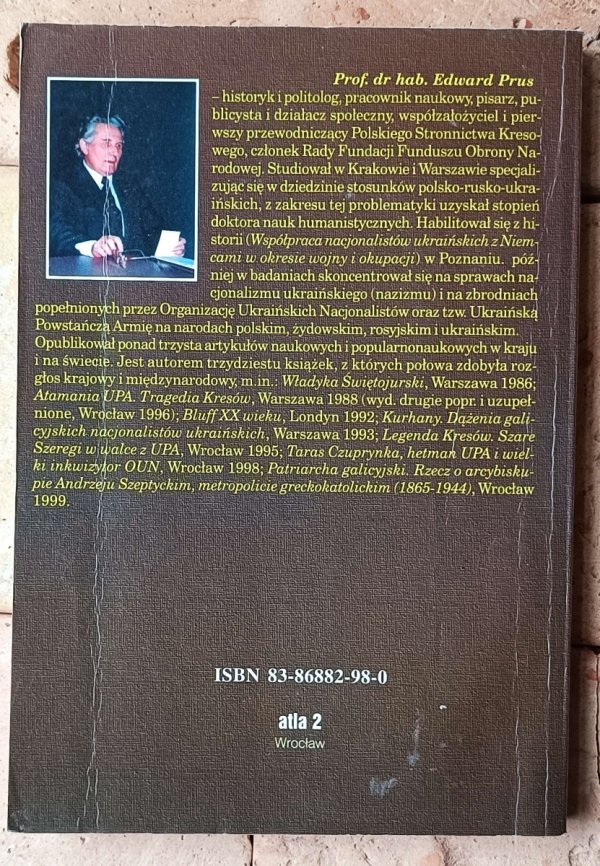 Prof. dr hab. Edward Prus
– historyk i politolog, pracownik naukowy, pisarz, pu-
blicysta i działacz społeczny, współzałożyciel i pier-
wszy przewodniczący Polskiego Stronnictwa Kreso-
wego, członek Rady Fundacji Funduszu Obrony Na-
rodowej. Studiował w Krakowie i Warszawie specjali-
zując się w dziedzinie stosunków polsko-rusko-ukra-
ińskich, z zakresu tej problematyki uzyskał stopień
doktora nauk humanistycznych. Habilitował się z hi-
storii (Współpraca nacjonalistów ukraińskich z Niem-
cami w okresie wojny i okupacji) w Poznaniu. póź-
niej w badaniach skoncentrował się na sprawach na-
cjonalizmu ukraińskiego (nazizmu) i na zbrodniach
popełnionych przez Organizację Ukraińskich Nacjonalistów oraz tzw. Ukraińską
Powstańczą Armię na narodach polskim, żydowskim, rosyjskim i ukraińskim.
Opublikował ponad trzysta artykułów naukowych i popularnonaukowych w kraju
i na świecie. Jest autorem trzydziestu książek, z których połowa zdobyła roz-
głos krajowy i międzynarodowy, m.in.: Władyka Świętojurski, Warszawa 1986;
Atamania UPA. Tragedia Kresów, Warszawa 1988 (wyd. drugie popr. i uzupeł-
nione, Wrocław 1996); Bluff XX wieku, Londyn 1992; Kurhany. Dążenia gali-
cyjskich nacjonalistów ukraińskich, Warszawa 1993; Legenda Kresów. Szare
Szeregi w walce z UPA, Wrocław 1995; Taras Czuprynka, hetman UPA i wiel-
ki inkwizytor OUN, Wrocław 1998; Patriarcha galicyjski. Rzecz o arcybisku-
pie Andrzeju Szeptyckim, metropolicie greckokatolickim (1865-1944), Wrocław
1999.
ISBN 83-86882-98-0
atla 2
Wrocław